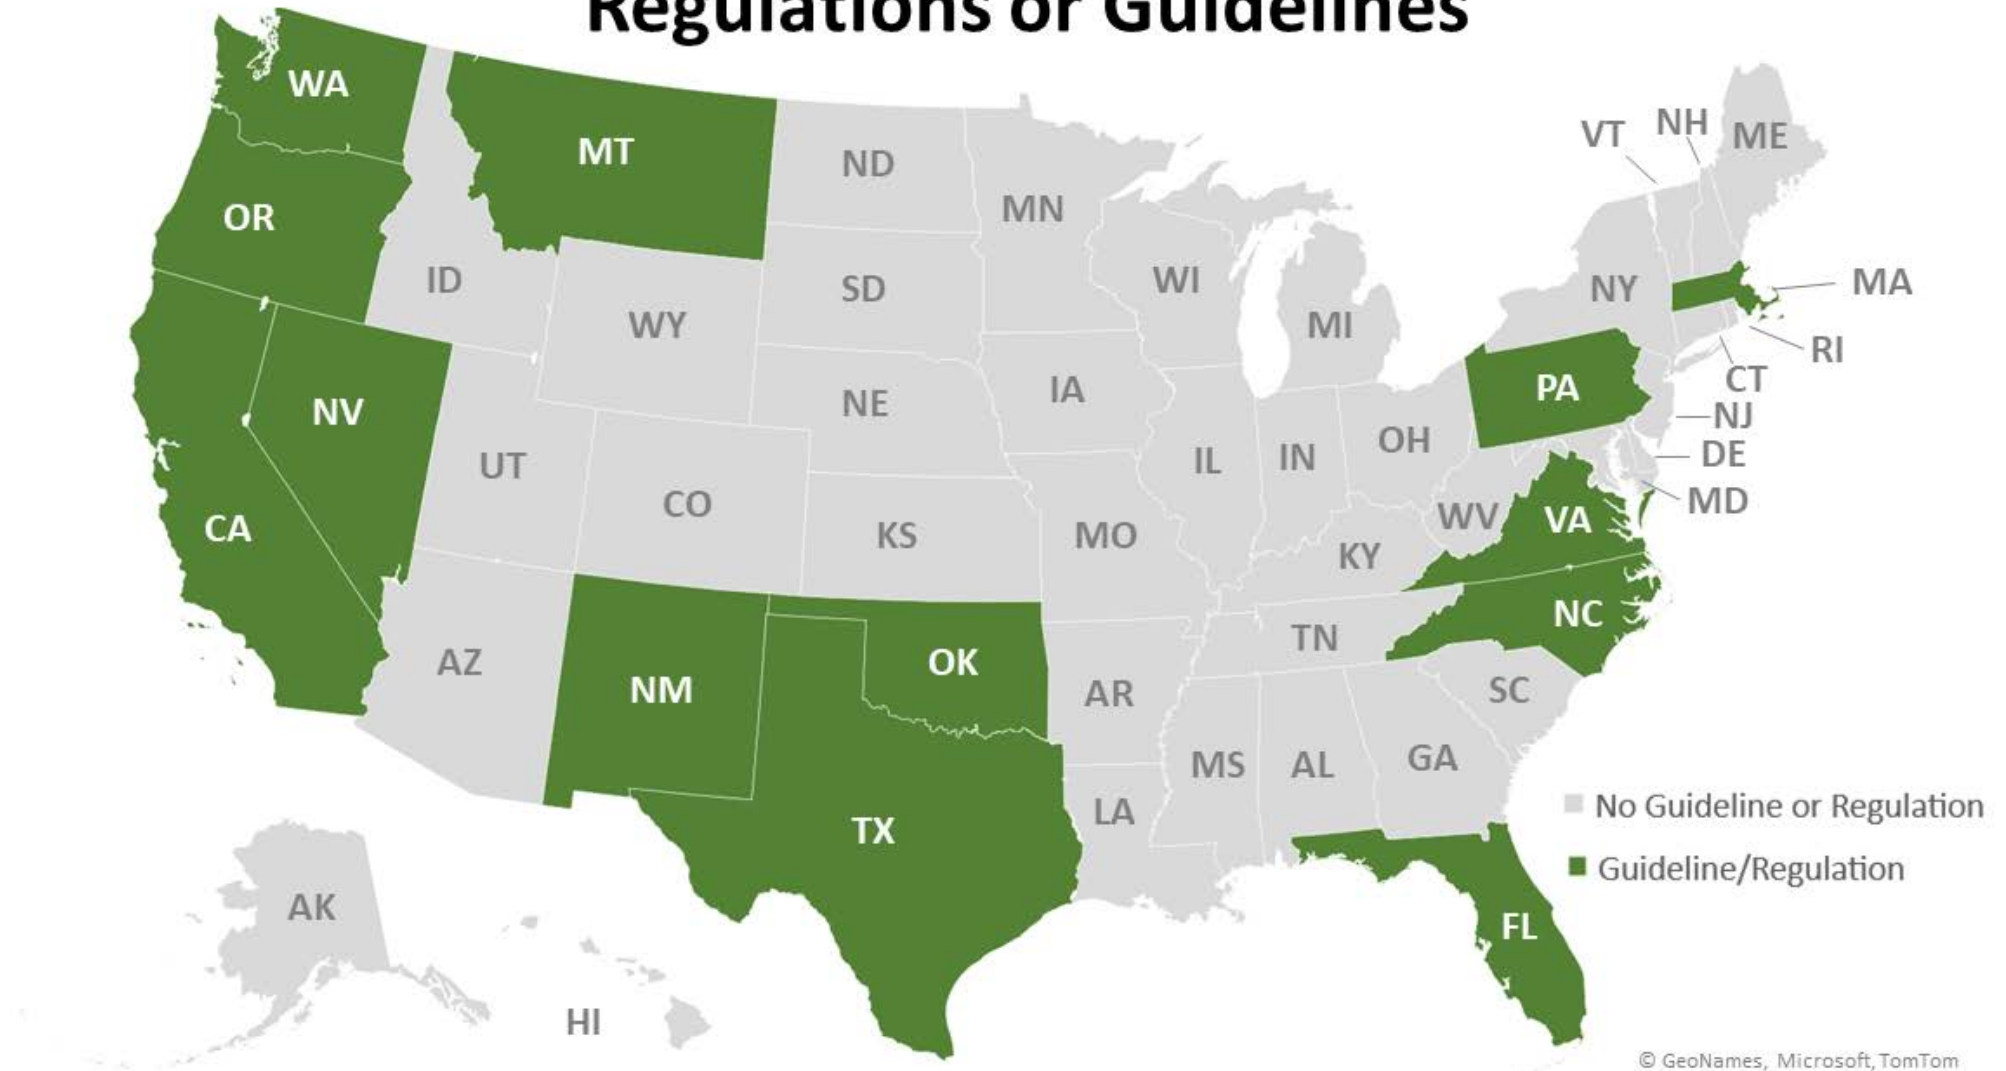 Regulations or Guidelines
WA
MT
ND
MN
VT
NH
ME
OR
ID
SD
WI
NY
MA
WY
MI
RI
NV
NE
IA
PA
CT
NJ
UT
CO
IL
IN
OH
DE
CA
KS
MO
WV
VA
MD
KY
NC
AZ
NM
OK
AR
TN
SC
MS
AL
GA
TX
LA
No Guideline or Regulation
Guideline/Regulation
AK
FL
HI
© GeoNames, Microsoft, TomTom